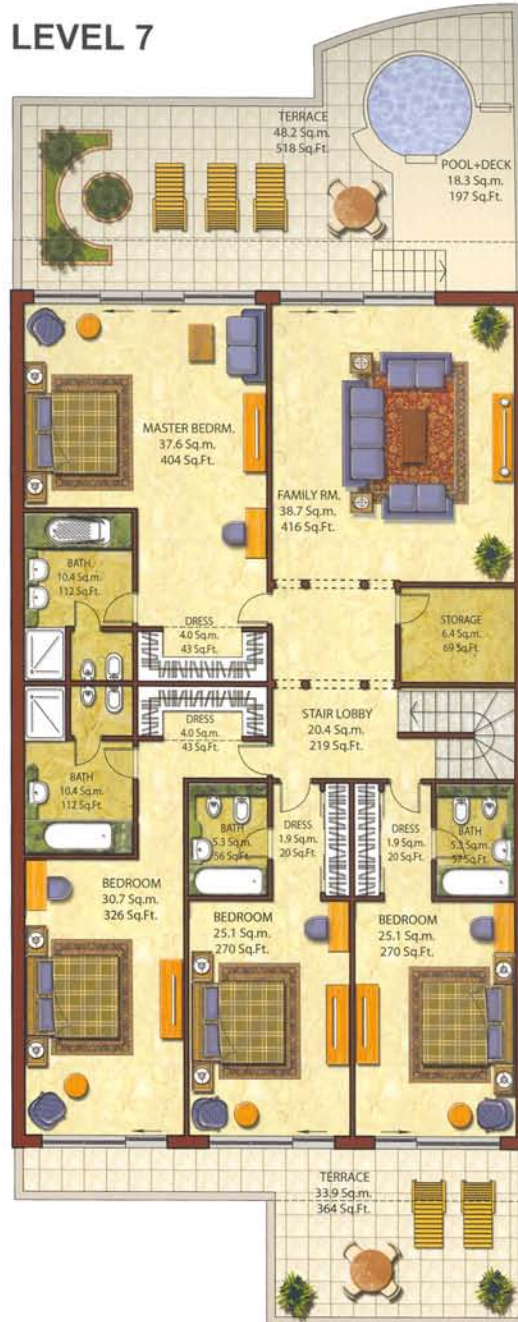 LEVEL 7
TERRACE
48.2 Sq.m.
518 Sq.Ft.
POOL+DECK
18.3 Sq.m.
197 Sq.Ft.
MASTER BEDRM.
37.6 Sq.m.
404 Sq.Ft.
FAMILY RM.
38.7 Sq.m.
416 Sq.Ft.
BATH
10.4 Sq.m.
112 Sq.Ft.
DRESS
4.0 Sq.m.
43 Sq.Ft.
STORAGE
6.4 Sq.m.
69 Sq.Ft.
DRESS
4.0 Sq.m.
43 Sq.Ft.
STAIR LOBBY
20.4 Sq.m.
219 Sq.Ft.
BATH
10.4 Sq.m.
112 Sq.Ft.
BATH
5.3 Sq.m.
56 Sq.Ft.
DRESS
1.9 Sq.m.
20 Sq.Ft.
DRESS
1.9 Sq.m.
20 Sq.Ft.
BATH
5.3 Sq.m.
Sq.Ft.
BEDROOM
30.7 Sq.m.
326 Sq.Ft.
BEDROOM
25.1 Sq.m.
270 Sq.Ft.
BEDROOM
25.1 Sq.m.
270 Sq.Ft.
TERRACE
33.9 Sq.m.
364 Sq.Ft.